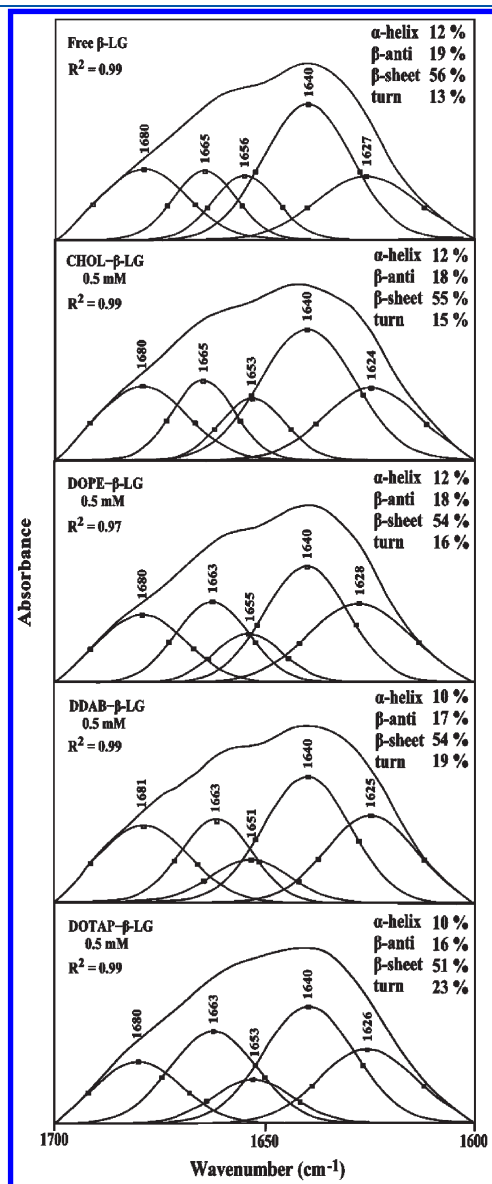 Absorbance
Free β-LG
R² = 0.99
α-helix 12 %
β-anti 19 %
β-sheet 56 %
turn 13 %
1680
1665
1656
1640
1627
CHOL–β-LG
0.5 mM
R² = 0.99
α-helix 12 %
β-anti 18 %
β-sheet 55 %
turn 15 %
1680
1665
1653
1640
1624
DOPE–β-LG
0.5 mM
R² = 0.97
α-helix 12 %
β-anti 18 %
β-sheet 54 %
turn 16 %
1680
1663
1655
1640
1628
DDAB–β-LG
0.5 mM
R² = 0.99
α-helix 10 %
β-anti 17 %
β-sheet 54 %
turn 19 %
1681
1663
1651
1640
1625
DOTAP–β-LG
0.5 mM
R² = 0.99
α-helix 10 %
β-anti 16 %
β-sheet 51 %
turn 23 %
1680
1663
1653
1640
1626
1700 1650 1600
Wavenumber (cm⁻¹)